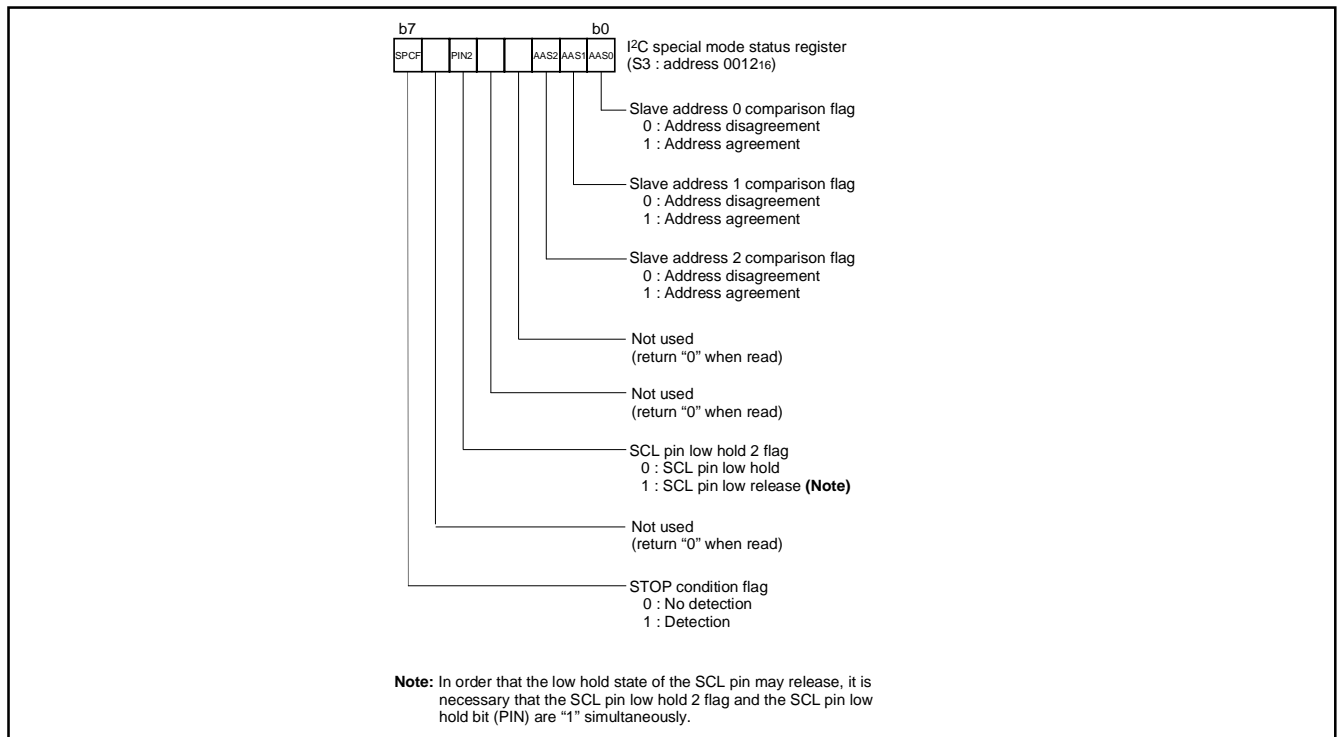 b7 b0
SPCF PIN2 AAS2 AAS1 AAS0
I2C special mode status register
(S3 : address 001216)
Slave address 0 comparison flag
0 : Address disagreement
1 : Address agreement
Slave address 1 comparison flag
0 : Address disagreement
1 : Address agreement
Slave address 2 comparison flag
0 : Address disagreement
1 : Address agreement
Not used
(return “0” when read)
Not used
(return “0” when read)
SCL pin low hold 2 flag
0 : SCL pin low hold
1 : SCL pin low release (Note)
Not used
(return “0” when read)
STOP condition flag
0 : No detection
1 : Detection
Note: In order that the low hold state of the SCL pin may release, it is
necessary that the SCL pin low hold 2 flag and the SCL pin low
hold bit (PIN) are “1” simultaneously.